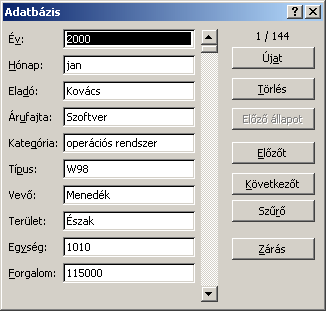 Adatbázis
Év: 2000
Hónap: jan
Eladó: Kovács
Árufajta: Szoftver
Kategória: operációs rendszer
Típus: W98
Vevő: Menedék
Terület: Észak
Egység: 1010
Forgalom: 115000
1 / 144
Újat
Törlés
Előző állapot
Előzőt
Következőt
Szűrő
Zárás